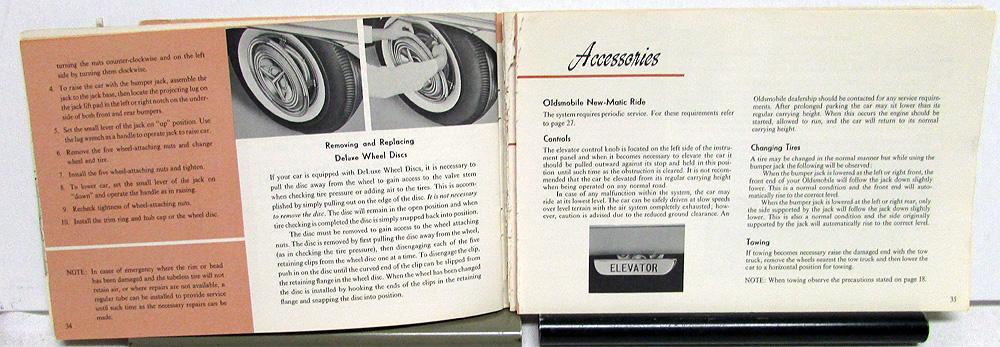 turning the nuts counter-clockwise and on the left
side by turning them clockwise.
4. To raise the car with the bumper jack, assemble the
jack to the jack base, then locate the projecting lug on
the jack lift pad in the left or right notch on the under-
side of both front and rear bumpers.
5. Set the small lever of the jack on "up" position. Use
the lug wrench as a handle to operate jack to raise car.
6. Remove the five wheel-attaching nuts and change
wheel and tire.
7. Install the five wheel-attaching nuts and tighten.
8. To lower car, set the small lever of the jack on
"down" and operate the handle as in raising.
9. Recheck tightness of wheel-attaching nuts.
10. Install the trim ring and hub cap or the wheel disc.
NOTE: In cases of emergency where the rim or bead
has been damaged and the tubeless tire will not
retain air, or where repairs are not available, a
regular tube can be installed to provide service
until such time as the necessary repairs can be
made.
34
Removing and Replacing
Deluxe Wheel Discs
If your car is equipped with DeLuxe Wheel Discs, it is necessary to
pull the disc away from the wheel to gain access to the valve stem
when checking tire pressure or adding air to the tires. This is accom-
plished by simply pulling out on the edge of the disc. It is not necessary
to remove the disc. The disc will remain in the open position and when
tire checking is completed the disc is simply snapped back into position.
The disc must be removed to gain access to the wheel attaching
nuts. The disc is removed by first pulling the disc away from the wheel,
(as in checking the tire pressure), then disengaging each of the five
retaining clips from the wheel disc one at a time. To disengage the clip,
push in on the disc until the curved end of the clip can be slipped from
the retaining flange in the wheel disc. When the wheel has been changed
the disc is installed by hooking the ends of the clips in the retaining
flange and snapping the disc into position.
Accessories
Oldsmobile New-Matic Ride
The system requires periodic service. For these requirements refer
to page 27.
Controls
The elevator control knob is located on the left side of the instru-
ment panel and when it becomes necessary to elevate the car it
should be pulled outward against its stop and held in this posi-
tion until such time as the obstruction is cleared. It is not recom-
mended that the car be elevated from its regular carrying height
when being operated on any normal road.
In case of any malfunction within the system, the car may
ride at its lowest level. The car can be safely driven at slow speeds
over level terrain with the air system completely exhausted; how-
ever, caution is advised due to the reduced ground clearance. An
ELEVATOR
Oldsmobile dealership should be contacted for any service require-
ments. After prolonged parking the car may sit lower than its
regular carrying height. When this occurs the engine should be
started, allowed to run, and the car will return to its normal
carrying height.
Changing Tires
A tire may be changed in the normal manner but while using the
bumper jack the following will be observed:
When the bumper jack is lowered at the left or right front, the
front end of your Oldsmobile will follow the jack down slightly
lower. This is a normal condition and the front end will auto-
matically rise to the correct level.
When the bumper jack is lowered at the left or right rear, only
the side supported by the jack will follow the jack down slightly
lower. This is also a normal condition and the side originally
supported by the jack will automatically rise to the correct level.
Towing
If towing becomes necessary raise the damaged end with the tow
truck, remove the wheels nearest the tow truck and then lower the
car to a horizontal position for towing.
NOTE: When towing observe the precautions stated on page 18.
35